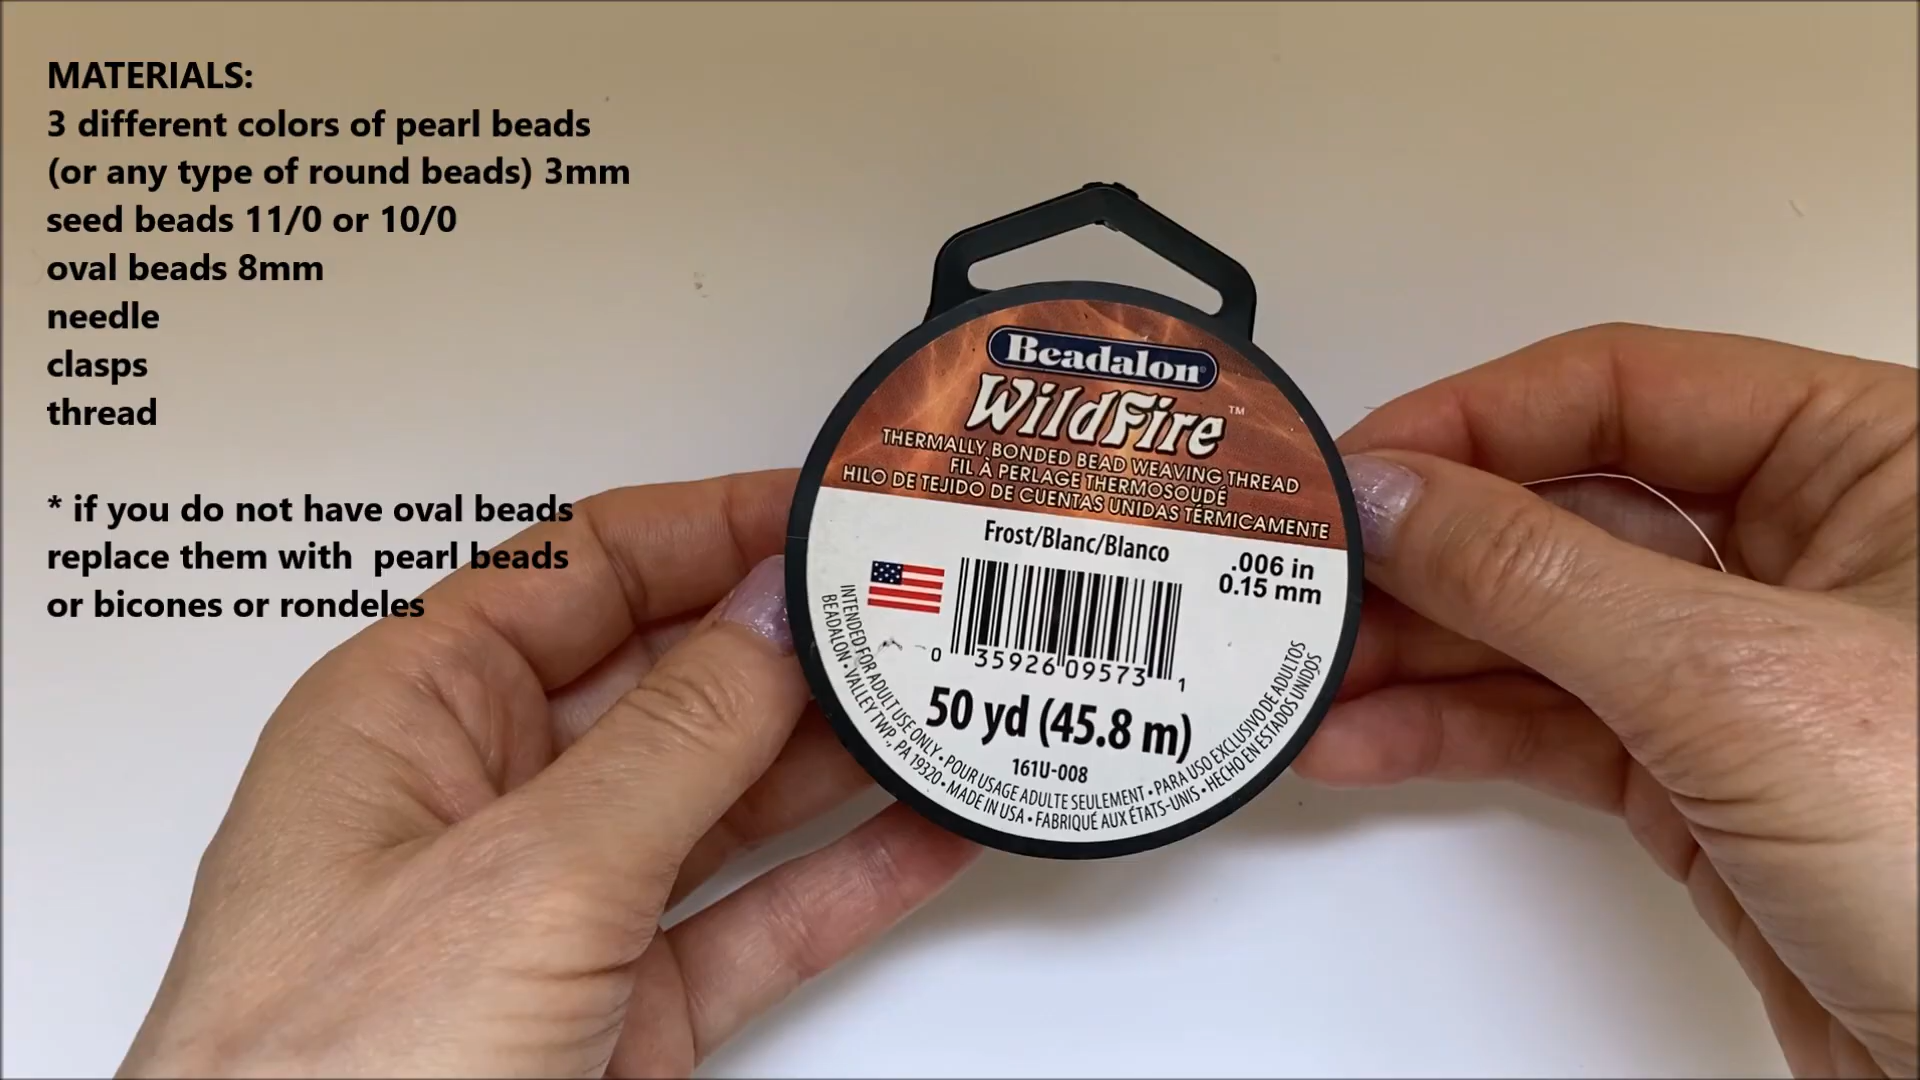 MATERIALS:
3 different colors of pearl beads
(or any type of round beads) 3mm
seed beads 11/0 or 10/0
oval beads 8mm
needle
clasps
thread
* if you do not have oval beads
replace them with  pearl beads
or bicones or rondeles
Beadalon®
WildFire™
THERMALLY BONDED BEAD WEAVING THREAD
FIL À PERLAGE THERMOSOUDÉ
HILO DE TEJIDO DE CUENTAS UNIDAS TÉRMICAMENTE
Frost/Blanc/Blanco
.006 in
0.15 mm
0 35926 09573 1
50 yd (45.8 m)
161U-008
INTENDED FOR ADULT USE ONLY • POUR USAGE ADULTE SEULEMENT • PARA USO EXCLUSIVO DE ADULTOS
BEADALON • VALLEY TWP., PA 19320 • MADE IN USA • FABRIQUÉ AUX ÉTATS-UNIS • HECHO EN ESTADOS UNIDOS